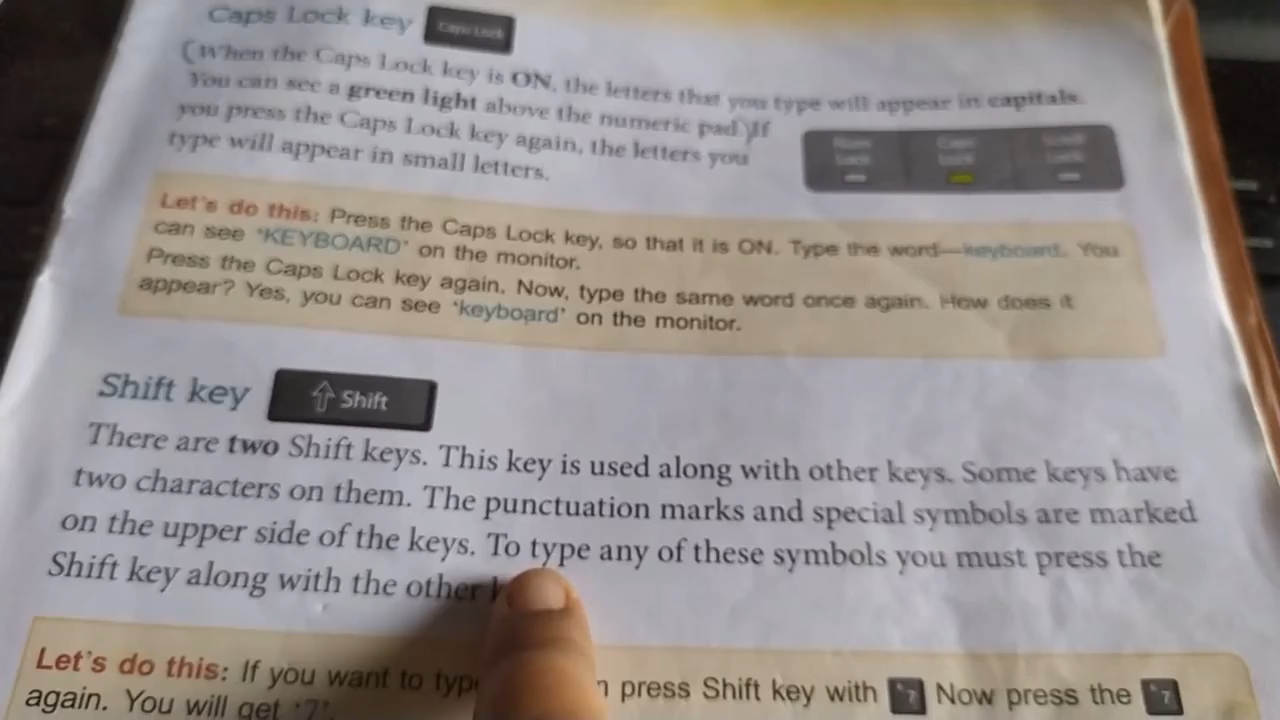 Caps Lock key Caps Lock
(When the Caps Lock key is ON, the letters that you type will appear in capitals.
You can see a green light above the numeric pad.) If
you press the Caps Lock key again, the letters you
type will appear in small letters.
Let's do this: Press the Caps Lock key, so that it is ON. Type the word—keyboard. You
can see 'KEYBOARD' on the monitor.
Press the Caps Lock key again. Now, type the same word once again. How does it
appear? Yes, you can see 'keyboard' on the monitor.
Shift key Shift
There are two Shift keys. This key is used along with other keys. Some keys have
two characters on them. The punctuation marks and special symbols are marked
on the upper side of the keys. To type any of these symbols you must press the
Shift key along with the other
Let's do this: If you want to type press Shift key with 7 Now press the 7
again. You will get '7'.